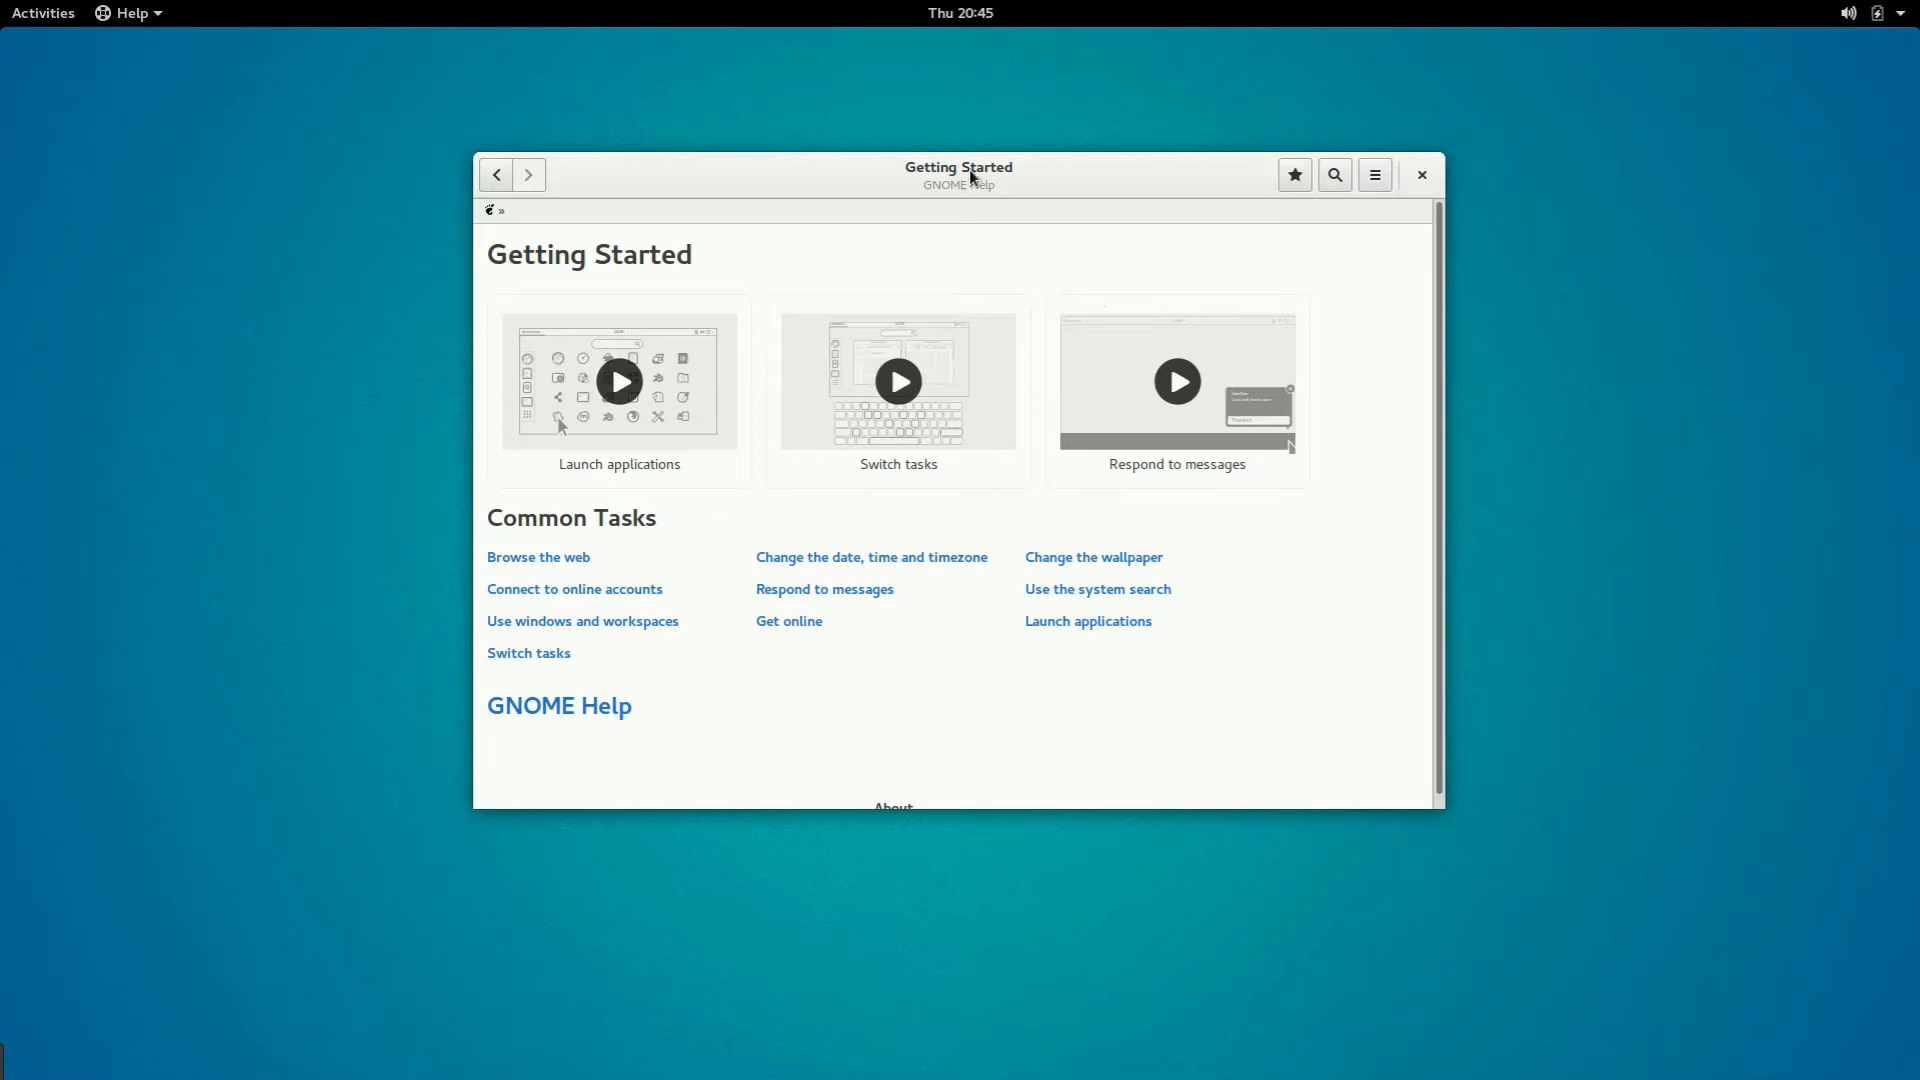 Activities Help Thu 20:45
Getting Started
GNOME Help
»
Getting Started
Launch applications Switch tasks Respond to messages
Common Tasks
Browse the web Change the date, time and timezone Change the wallpaper
Connect to online accounts Respond to messages Use the system search
Use windows and workspaces Get online Launch applications
Switch tasks
GNOME Help
About